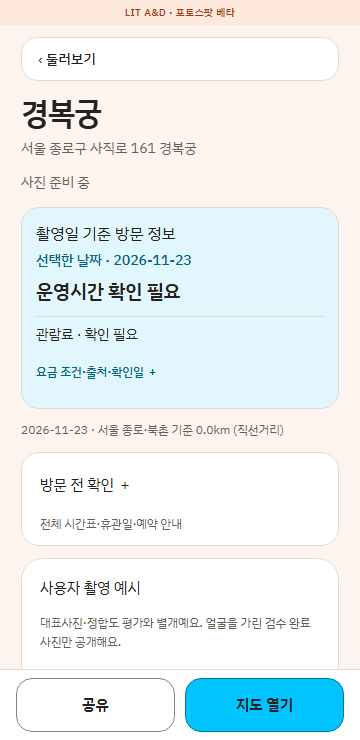 LIT A&D · 포토스팟 베타
‹ 둘러보기
경복궁
서울 종로구 사직로 161 경복궁
사진 준비 중
촬영일 기준 방문 정보
선택한 날짜 · 2026-11-23
운영시간 확인 필요
관람료 · 확인 필요
요금 조건·출처·확인일 +
2026-11-23 · 서울 종로·북촌 기준 0.0km (직선거리)
방문 전 확인 +
전체 시간표·휴관일·예약 안내
사용자 촬영 예시
대표사진·정합도 평가와 별개예요. 얼굴을 가린 검수 완료
사진만 공개해요.
공유
지도 열기